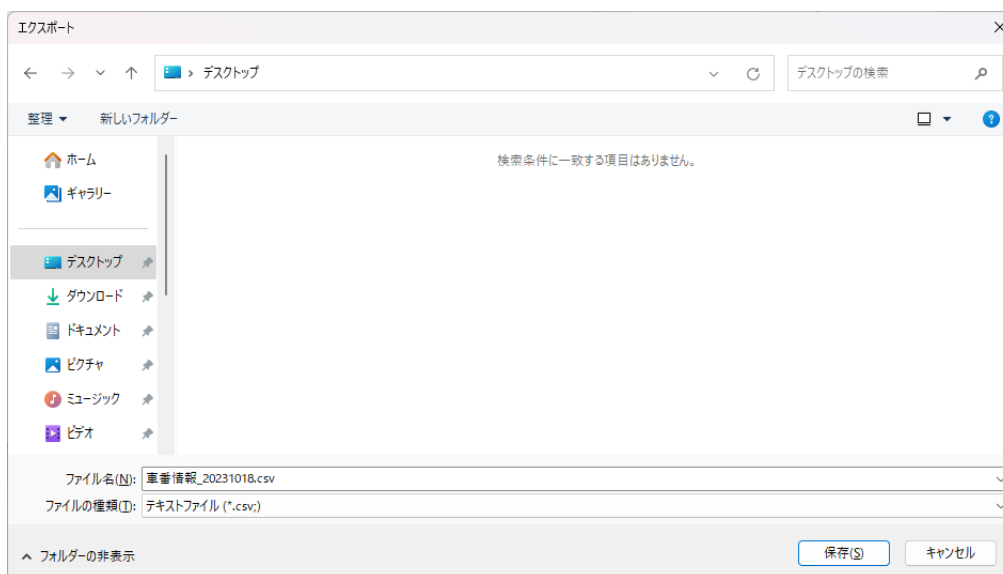 エクスポート
デスクトップ
デスクトップの検索
整理
新しいフォルダー
ホーム
ギャラリー
検索条件に一致する項目はありません。
デスクトップ
ダウンロード
ドキュメント
ピクチャ
ミュージック
ビデオ
ファイル名(N): 車番情報_20231018.csv
ファイルの種類(T): テキストファイル (*.csv;)
フォルダーの非表示
保存(S)
キャンセル